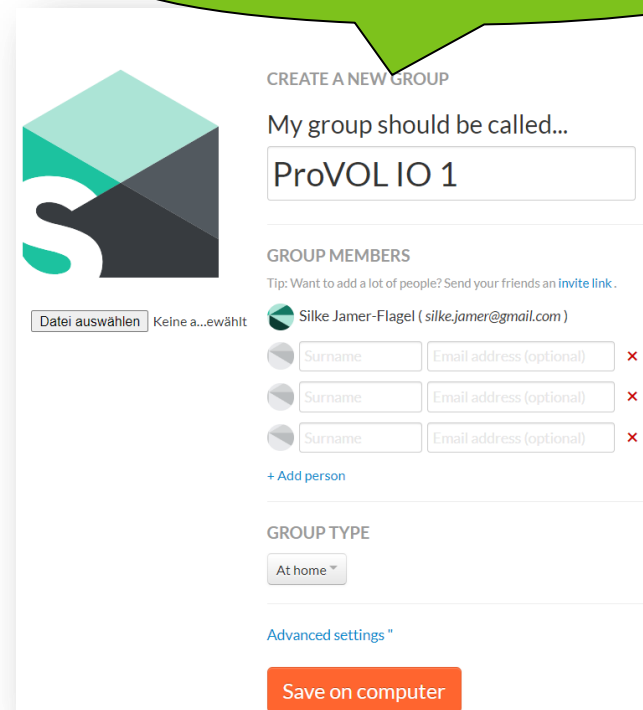 CREATE A NEW GROUP
My group should be called...
ProVOL IO 1
GROUP MEMBERS
Tip: Want to add a lot of people? Send your friends an invite link .
Datei auswählen Keine a...ewählt
Silke Jamer-Flagel ( silke.jamer@gmail.com )
Surname Email address (optional) ×
Surname Email address (optional) ×
Surname Email address (optional) ×
+ Add person
GROUP TYPE
At home
Advanced settings "
Save on computer